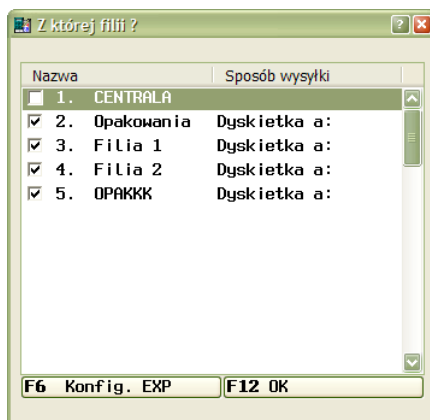 Z której filii ?
Nazwa Sposób wysyłki
1. CENTRALA
2. Opakowania Dyskietka a:
3. Filia 1 Dyskietka a:
4. Filia 2 Dyskietka a:
5. OPAKKK Dyskietka a:
F6 Konfig. EXP F12 OK